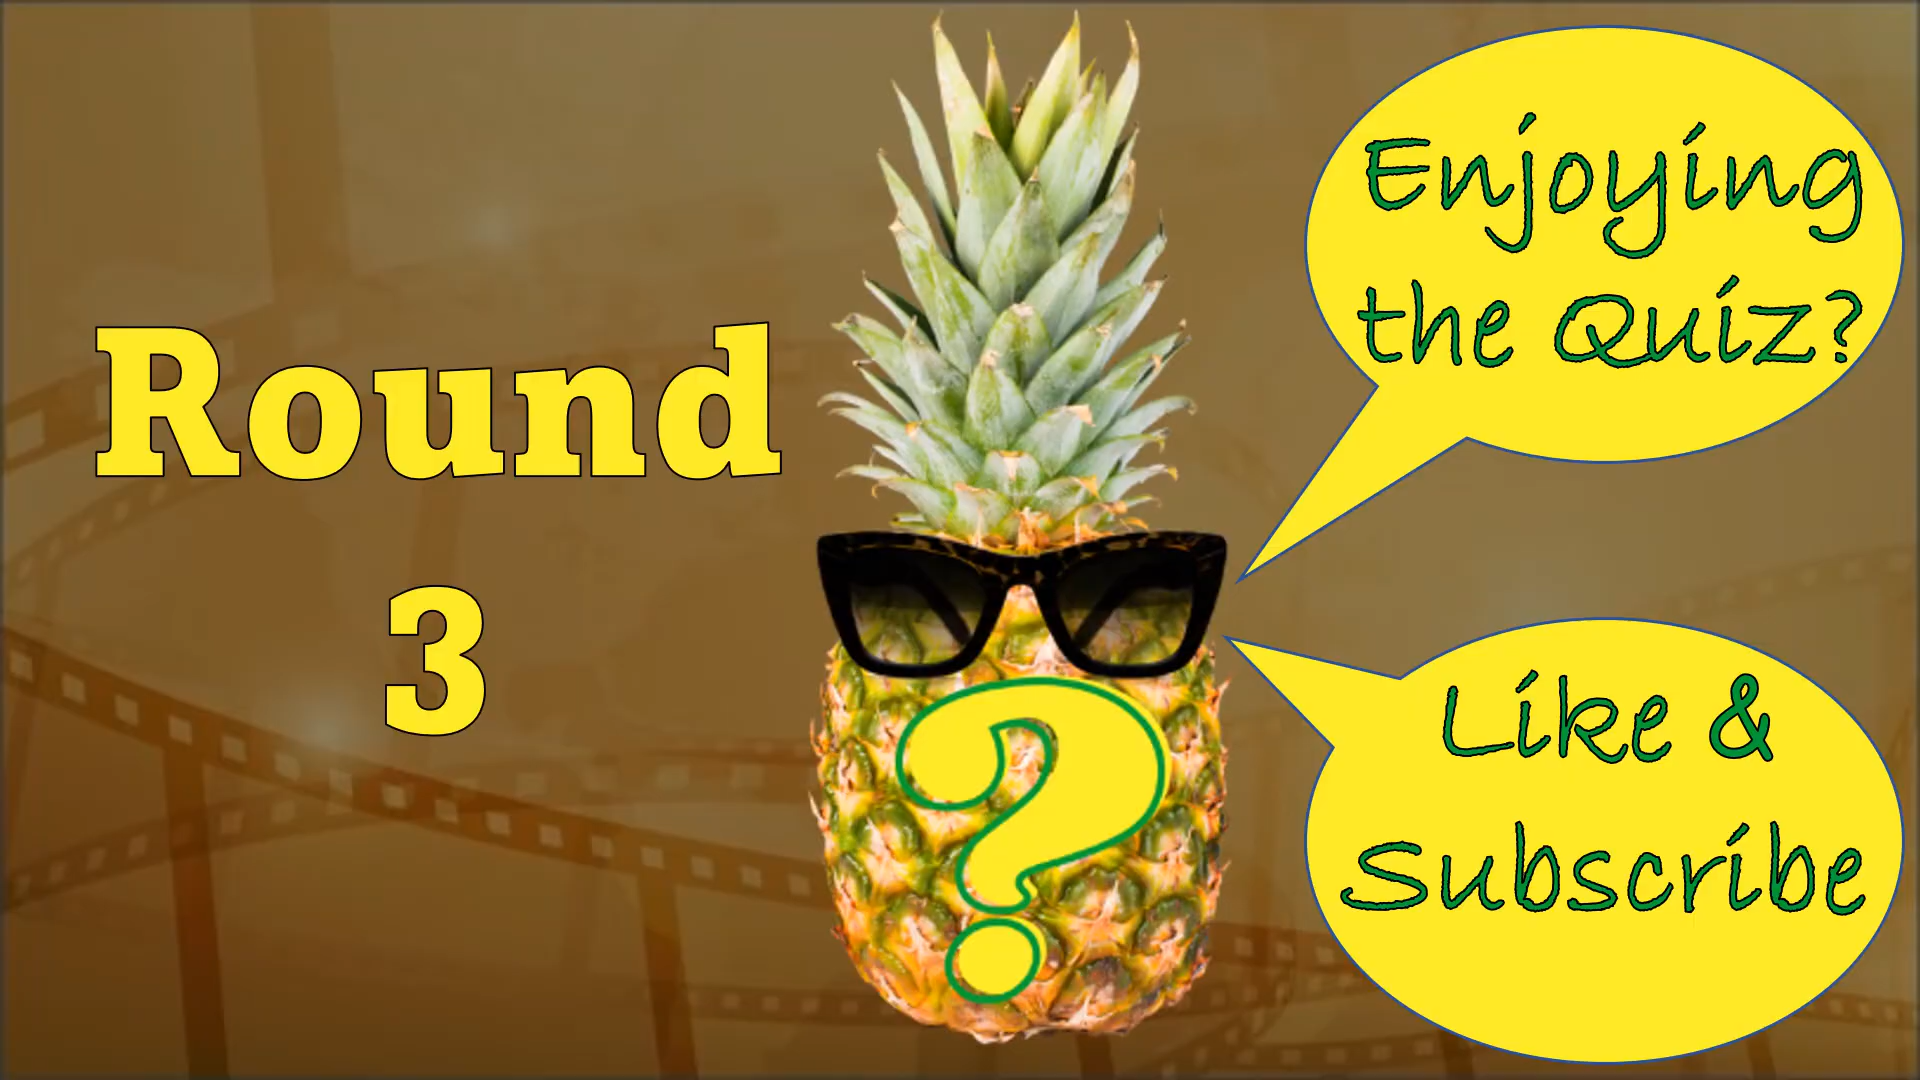 Round
3
Enjoying
the Quiz?
Like &
Subscribe
?